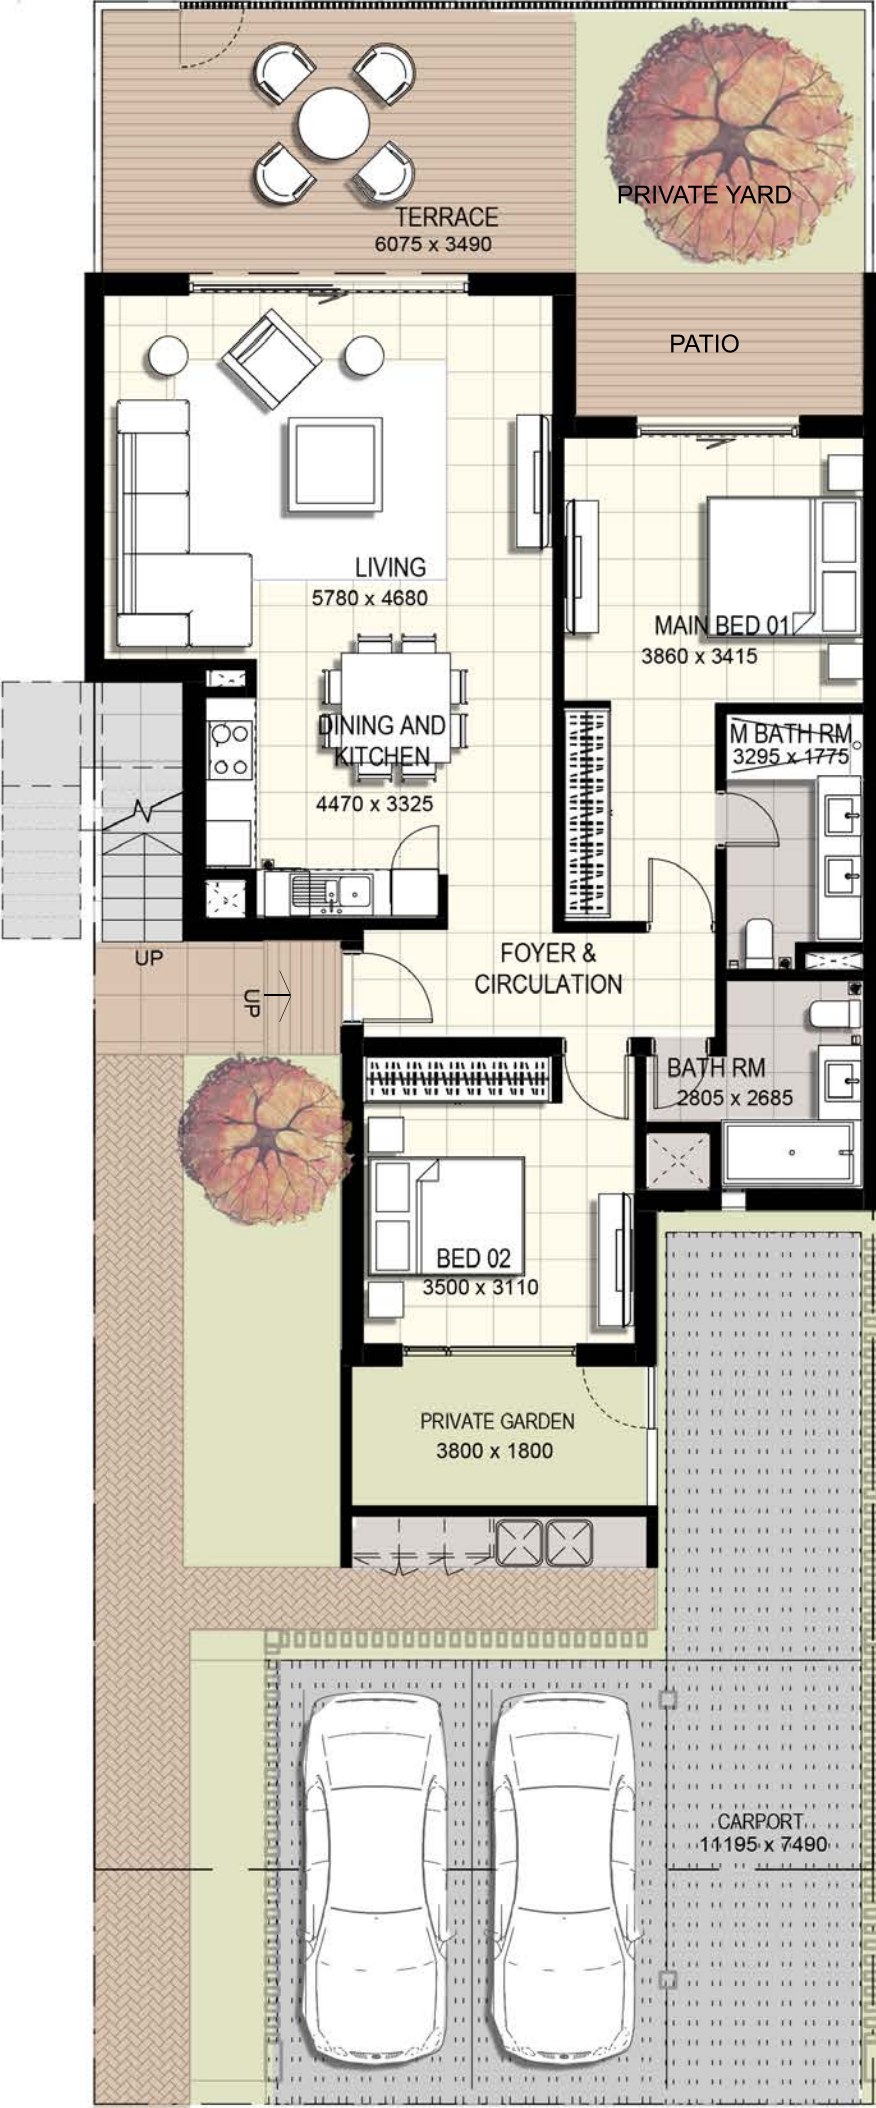 PRIVATE YARD
TERRACE
6075 x 3490
PATIO
LIVING
5780 x 4680
MAIN BED 01
3860 x 3415
DINING AND
KITCHEN
4470 x 3325
M BATH RM
3295 x 1775
UP
UP
FOYER &
CIRCULATION
BATH RM
2805 x 2685
BED 02
3500 x 3110
PRIVATE GARDEN
3800 x 1800
CARPORT
11195 x 7490